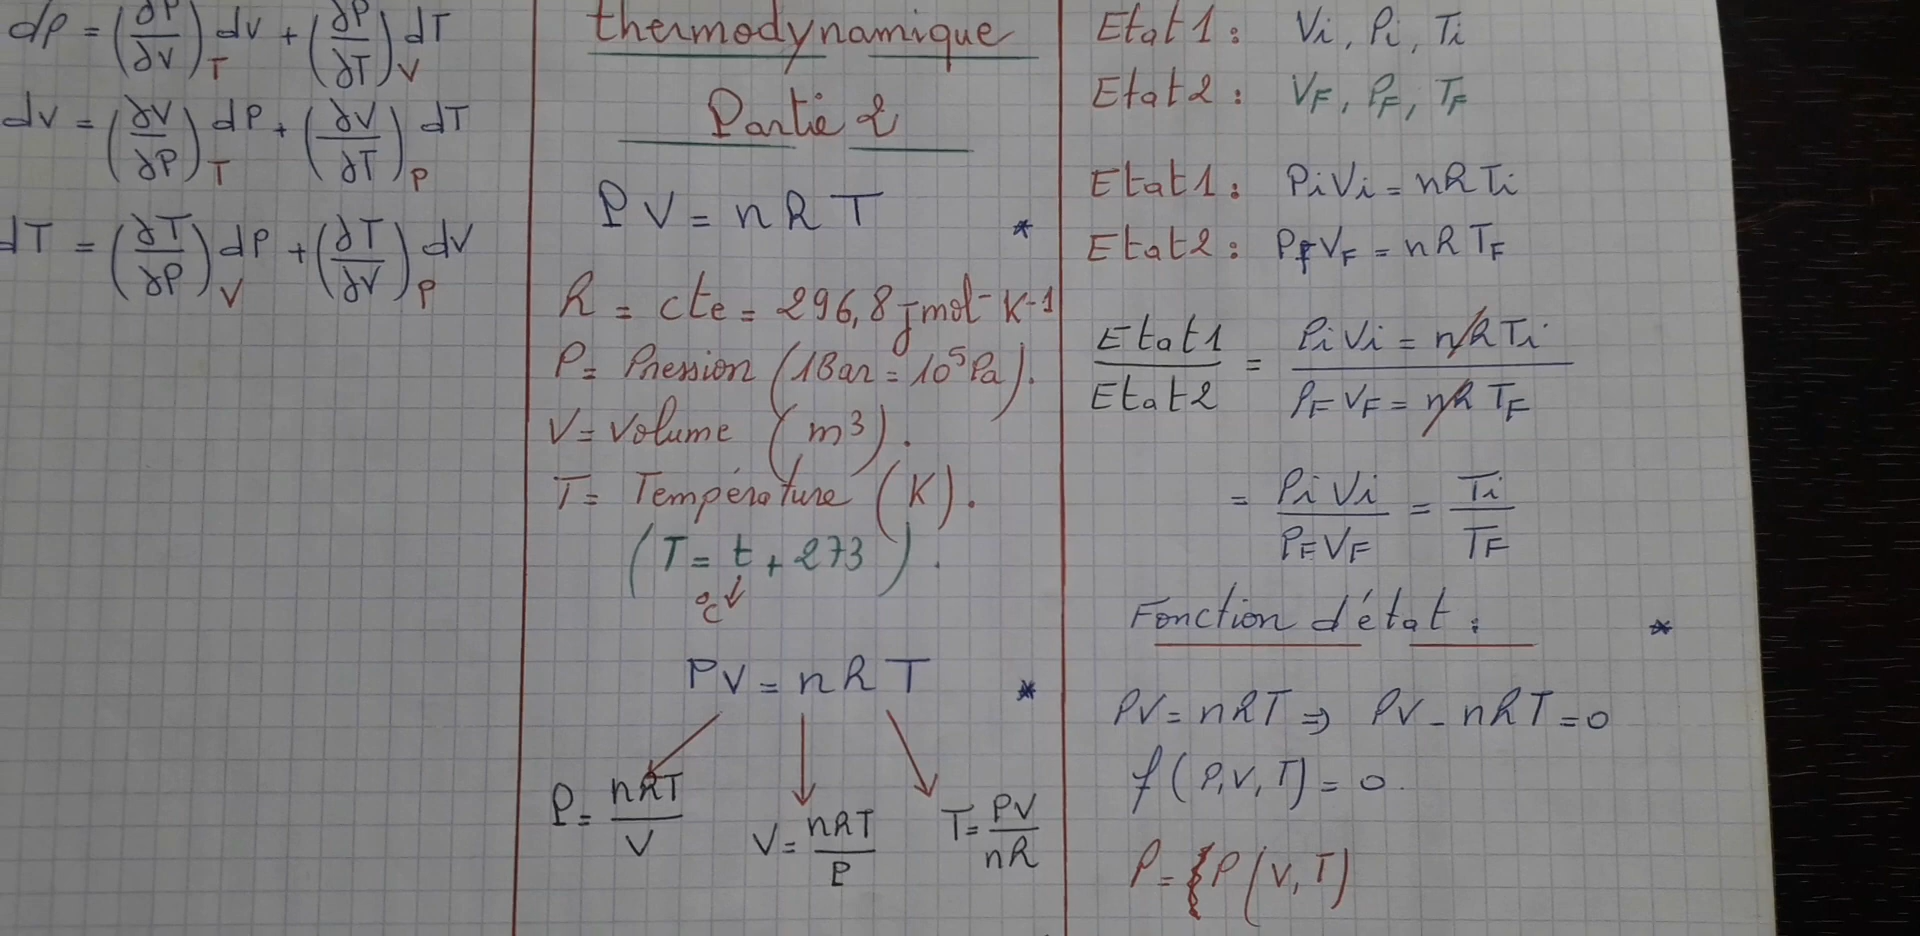 dP = (∂P/∂V)_T dV + (∂P/∂T)_V dT
dV = (∂V/∂P)_T dP + (∂V/∂T)_P dT
dT = (∂T/∂P)_V dP + (∂T/∂V)_P dV
thermodynamique
Partie 2
PV = nRT *
R = cte = 296,8 J mol⁻ K-1
P = Pression (1Bar = 10⁵ Pa).
V = Volume (m³).
T = Température (K).
(T = t + 273).
°C
PV = nRT *
P = nRT/V
V = nRT/P
T = PV/nR
Etat 1 : Vi, Pi, Ti
Etat 2 : VF, PF, TF
Etat 1 : PiVi = nRTi
Etat 2 : PFVF = nRTF
Etat 1 / Etat 2 = PiVi = nRTi / PFVF = nRTF
= PiVi/PFVF = Ti/TF
Fonction d'état : *
PV = nRT ⇒ PV - nRT = 0
f(P,V,T) = 0.
P = P(V,T)